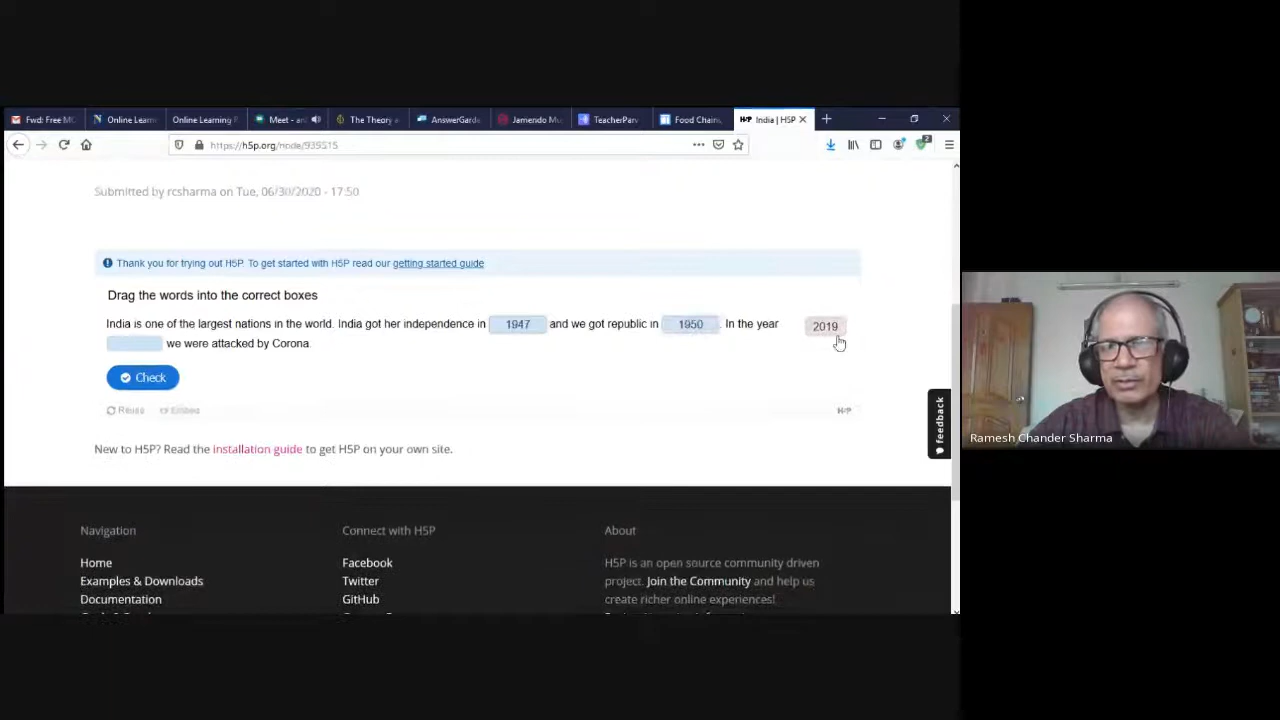 Fwd: Free MO
Online Learn
Online Learning
Meet - an
The Theory
AnswerGarde
Jamendo Mu
TeacherParv
Food Chain,
H5P India | H5P
https://h5p.org/node/935515
Submitted by rcsharma on Tue, 06/30/2020 - 17:50
Thank you for trying out H5P. To get started with H5P read our getting started guide
Drag the words into the correct boxes
India is one of the largest nations in the world. India got her independence in 1947 and we got republic in 1950 . In the year
2019
we were attacked by Corona.
Check
Reuse Embed
H5P
feedback
New to H5P? Read the installation guide to get H5P on your own site.
Navigation
Connect with H5P
About
Home
Facebook
H5P is an open source community driven
Examples & Downloads
Twitter
project. Join the Community and help us
Documentation
GitHub
create richer online experiences!
Ramesh Chander Sharma